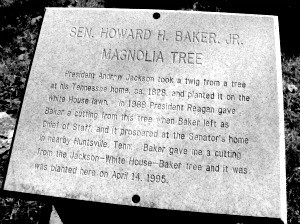 SEN. HOWARD H. BAKER, JR.
MAGNOLIA TREE
President Andrew Jackson took a twig from a tree
at his Tennessee home, ca. 1828, and planted it on the
White House lawn. In 1988 President Reagan gave
Baker a cutting from this tree when Baker left as
Chief of Staff, and it prospered at the Senator's home
in nearby Huntsville, Tenn. Baker gave me a cutting
from the Jackson-White House-Baker tree and it was
was planted here on April 14, 1995.